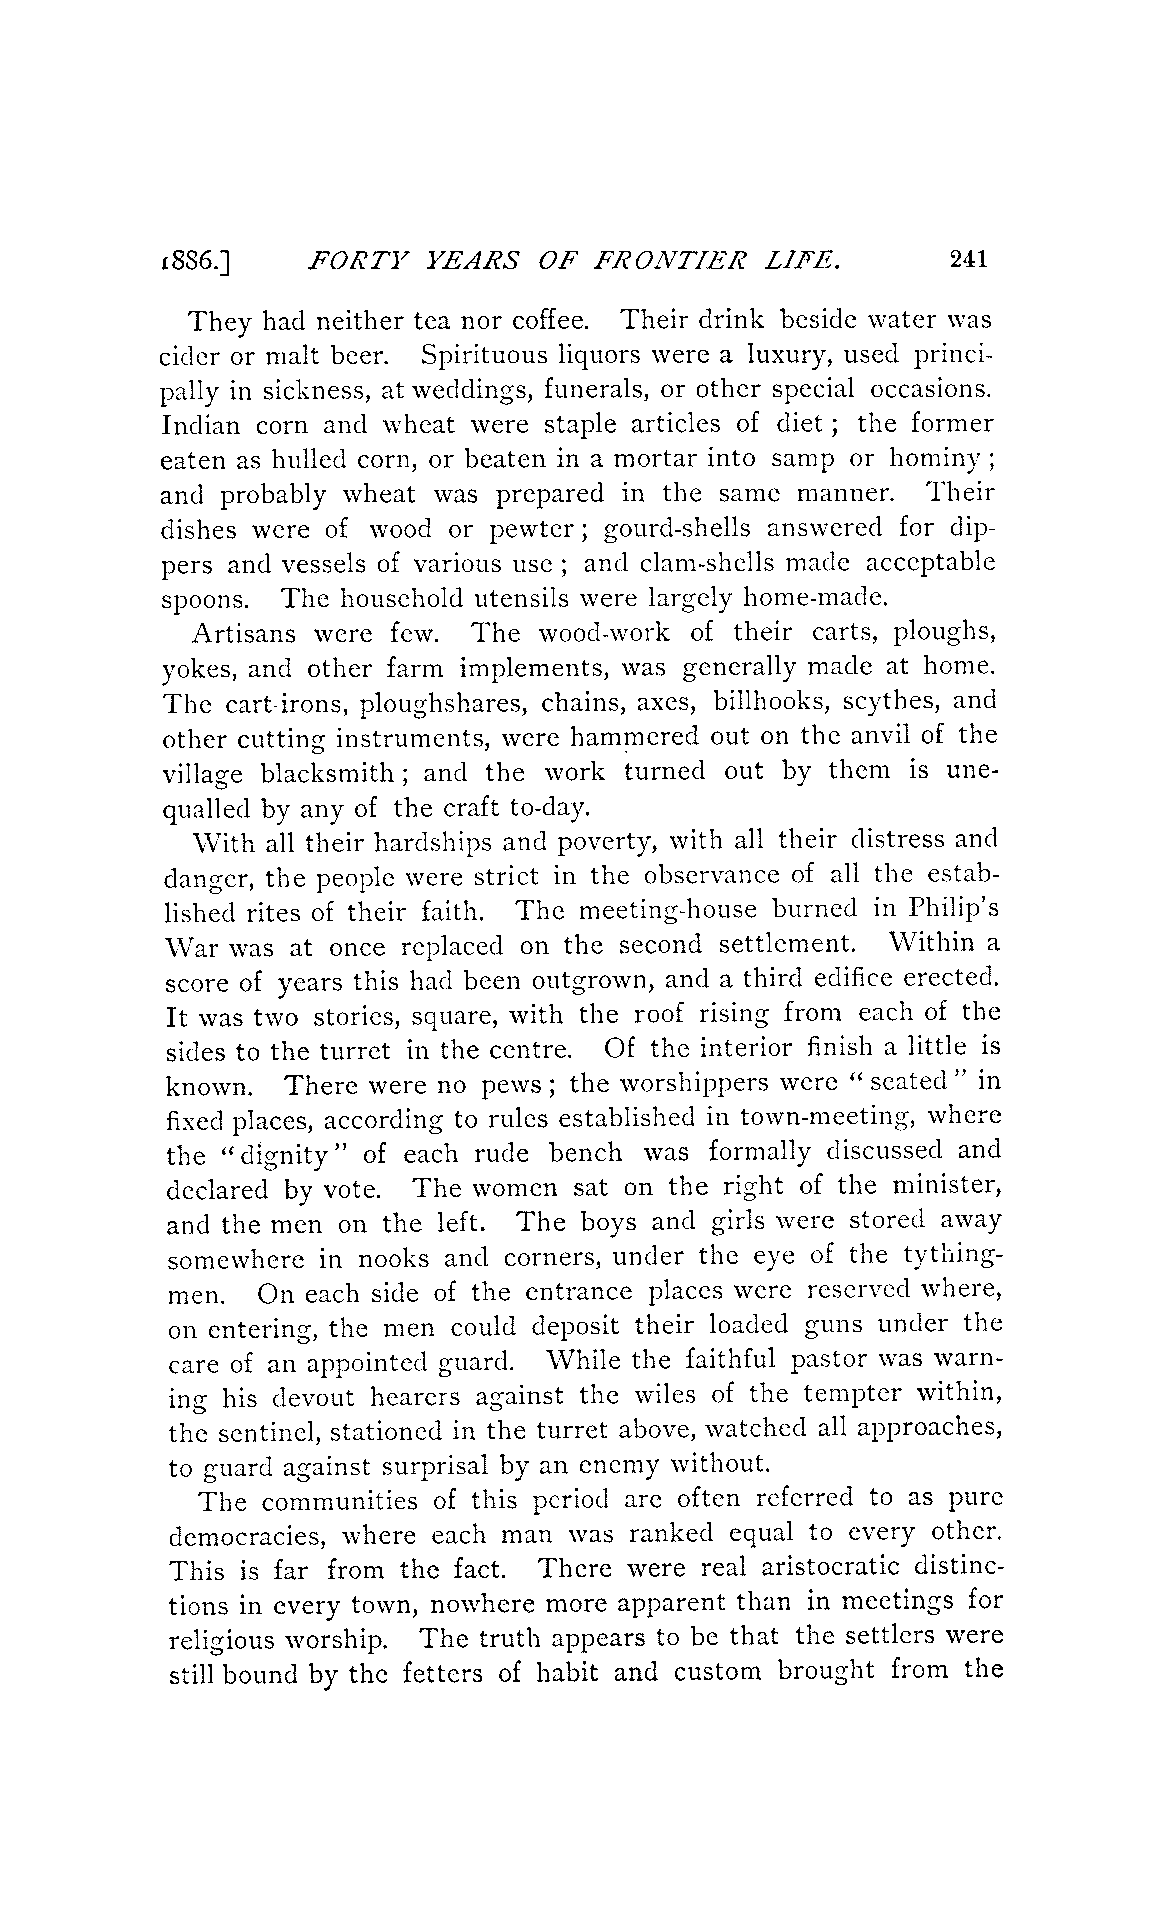 1886.] FORTY YEARS OF FRONTIER LIFE. 241
They had neither tea nor coffee. Their drink beside water was
cider or malt beer. Spirituous liquors were a luxury, used princi-
pally in sickness, at weddings, funerals, or other special occasions.
Indian corn and wheat were staple articles of diet ; the former
eaten as hulled corn, or beaten in a mortar into samp or hominy ;
and probably wheat was prepared in the same manner. Their
dishes were of wood or pewter ; gourd-shells answered for dip-
pers and vessels of various use ; and clam-shells made acceptable
spoons. The household utensils were largely home-made.
Artisans were few. The wood-work of their carts, ploughs,
yokes, and other farm implements, was generally made at home.
The cart-irons, ploughshares, chains, axes, billhooks, scythes, and
other cutting instruments, were hammered out on the anvil of the
village blacksmith ; and the work turned out by them is une-
qualled by any of the craft to-day.
With all their hardships and poverty, with all their distress and
danger, the people were strict in the observance of all the estab-
lished rites of their faith. The meeting-house burned in Philip's
War was at once replaced on the second settlement. Within a
score of years this had been outgrown, and a third edifice erected.
It was two stories, square, with the roof rising from each of the
sides to the turret in the centre. Of the interior finish a little is
known. There were no pews ; the worshippers were " seated " in
fixed places, according to rules established in town-meeting, where
the " dignity " of each rude bench was formally discussed and
declared by vote. The women sat on the right of the minister,
and the men on the left. The boys and girls were stored away
somewhere in nooks and corners, under the eye of the tything-
men. On each side of the entrance places were reserved where,
on entering, the men could deposit their loaded guns under the
care of an appointed guard. While the faithful pastor was warn-
ing his devout hearers against the wiles of the tempter within,
the sentinel, stationed in the turret above, watched all approaches,
to guard against surprisal by an enemy without.
The communities of this period are often referred to as pure
democracies, where each man was ranked equal to every other.
This is far from the fact. There were real aristocratic distinc-
tions in every town, nowhere more apparent than in meetings for
religious worship. The truth appears to be that the settlers were
still bound by the fetters of habit and custom brought from the